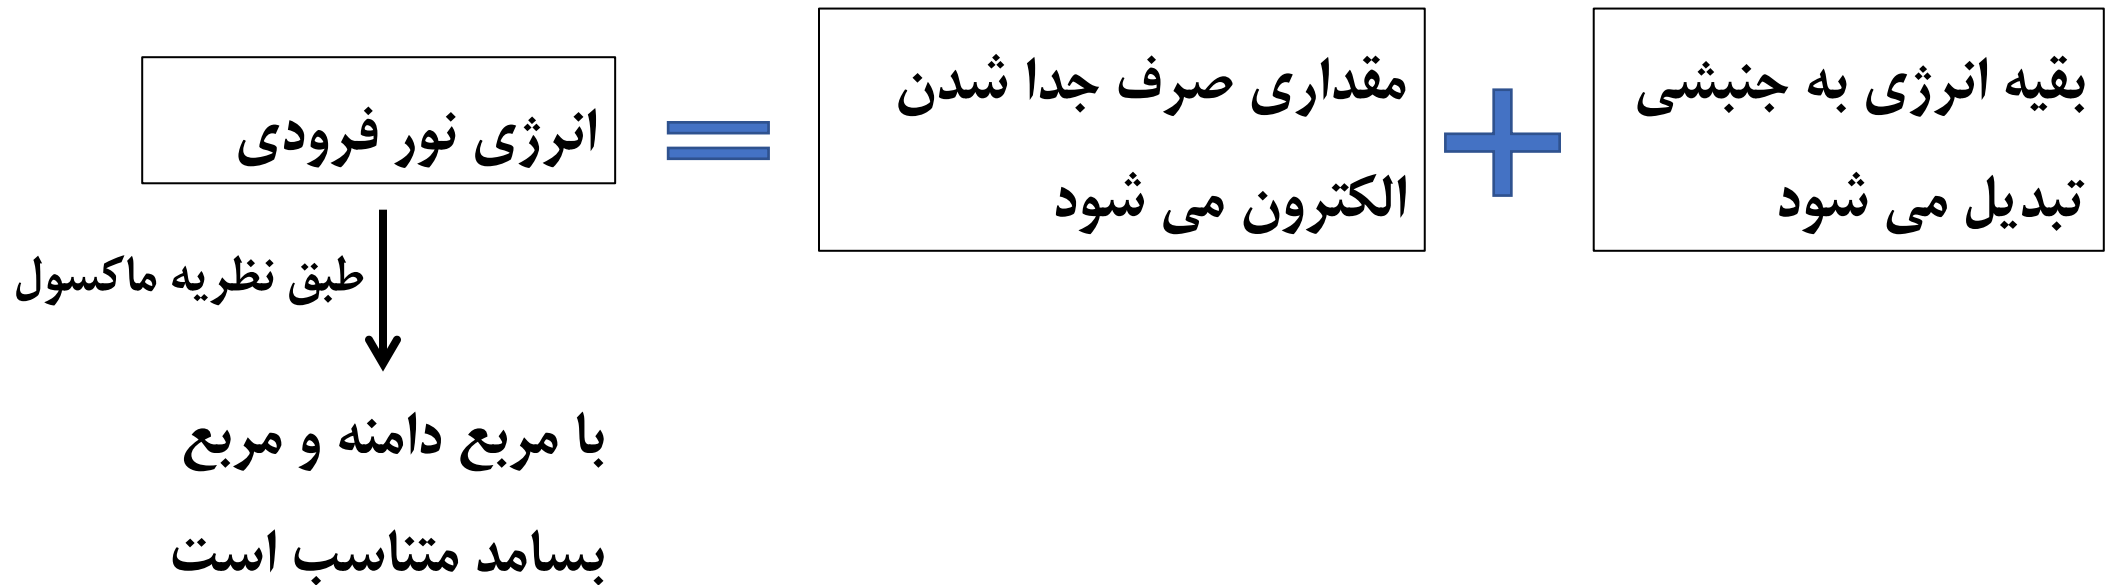 انرژی نور فرودی
مقداری صرف جدا شدن
الکترون می شود
بقیه انرژی به جنبشی
تبدیل می شود
طبق نظریه ماکسول
با مربع دامنه و مربع
بسامد متناسب است